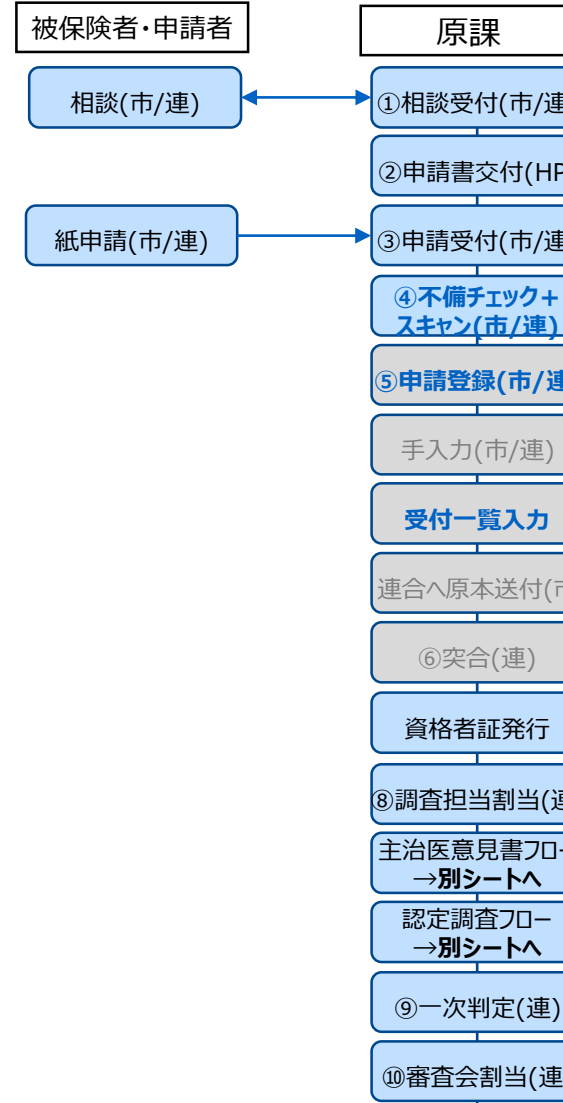 被保険者・申請者
原課
相談(市/連)
①相談受付(市/連
②申請書交付(HP
紙申請(市/連)
③申請受付(市/連
④不備チェック+
スキャン(市/連)
⑤申請登録(市/連
手入力(市/連)
受付一覧入力
連合へ原本送付(市
⑥突合(連)
資格者証発行
⑧調査担当割当(連
主治医意見書フロー
→別シートへ
認定調査フロー
→別シートへ
⑨一次判定(連)
⑩審査会割当(連